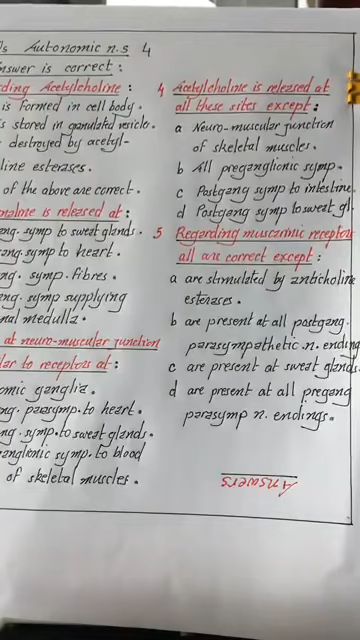 Autonomic n.s 4
nswer is correct :
ding Acetylcholine :
is formed in cell body.
s stored in granulated vesicle.
destroyed by acetyl-
line esterases.
of the above are correct.
naline is released at :
ang. symp to sweat glands.
ang. symp to heart.
ng. symp. fibres.
ng. symp supplying
nal medulla.
at neuro-muscular junction
lar to receptors at :
omic ganglia.
ng. parasymp. to heart.
ng. symp. to sweat glands.
anglionic symp. to blood
of skeletal muscles.
4 Acetylcholine is released at
all these sites except :
a Neuro-muscular junction
of skeletal muscles.
b All preganglionic symp.
c Postgang symp to intestine
d Postgang symp to sweat gl.
5 Regarding muscarinic receptors
all are correct except :
a are stimulated by anticholine
esterases.
b are present at all postgang.
parasympathetic n. ending
c are present at sweat glands
d are present at all pregang
parasymp n. endings.
Answers